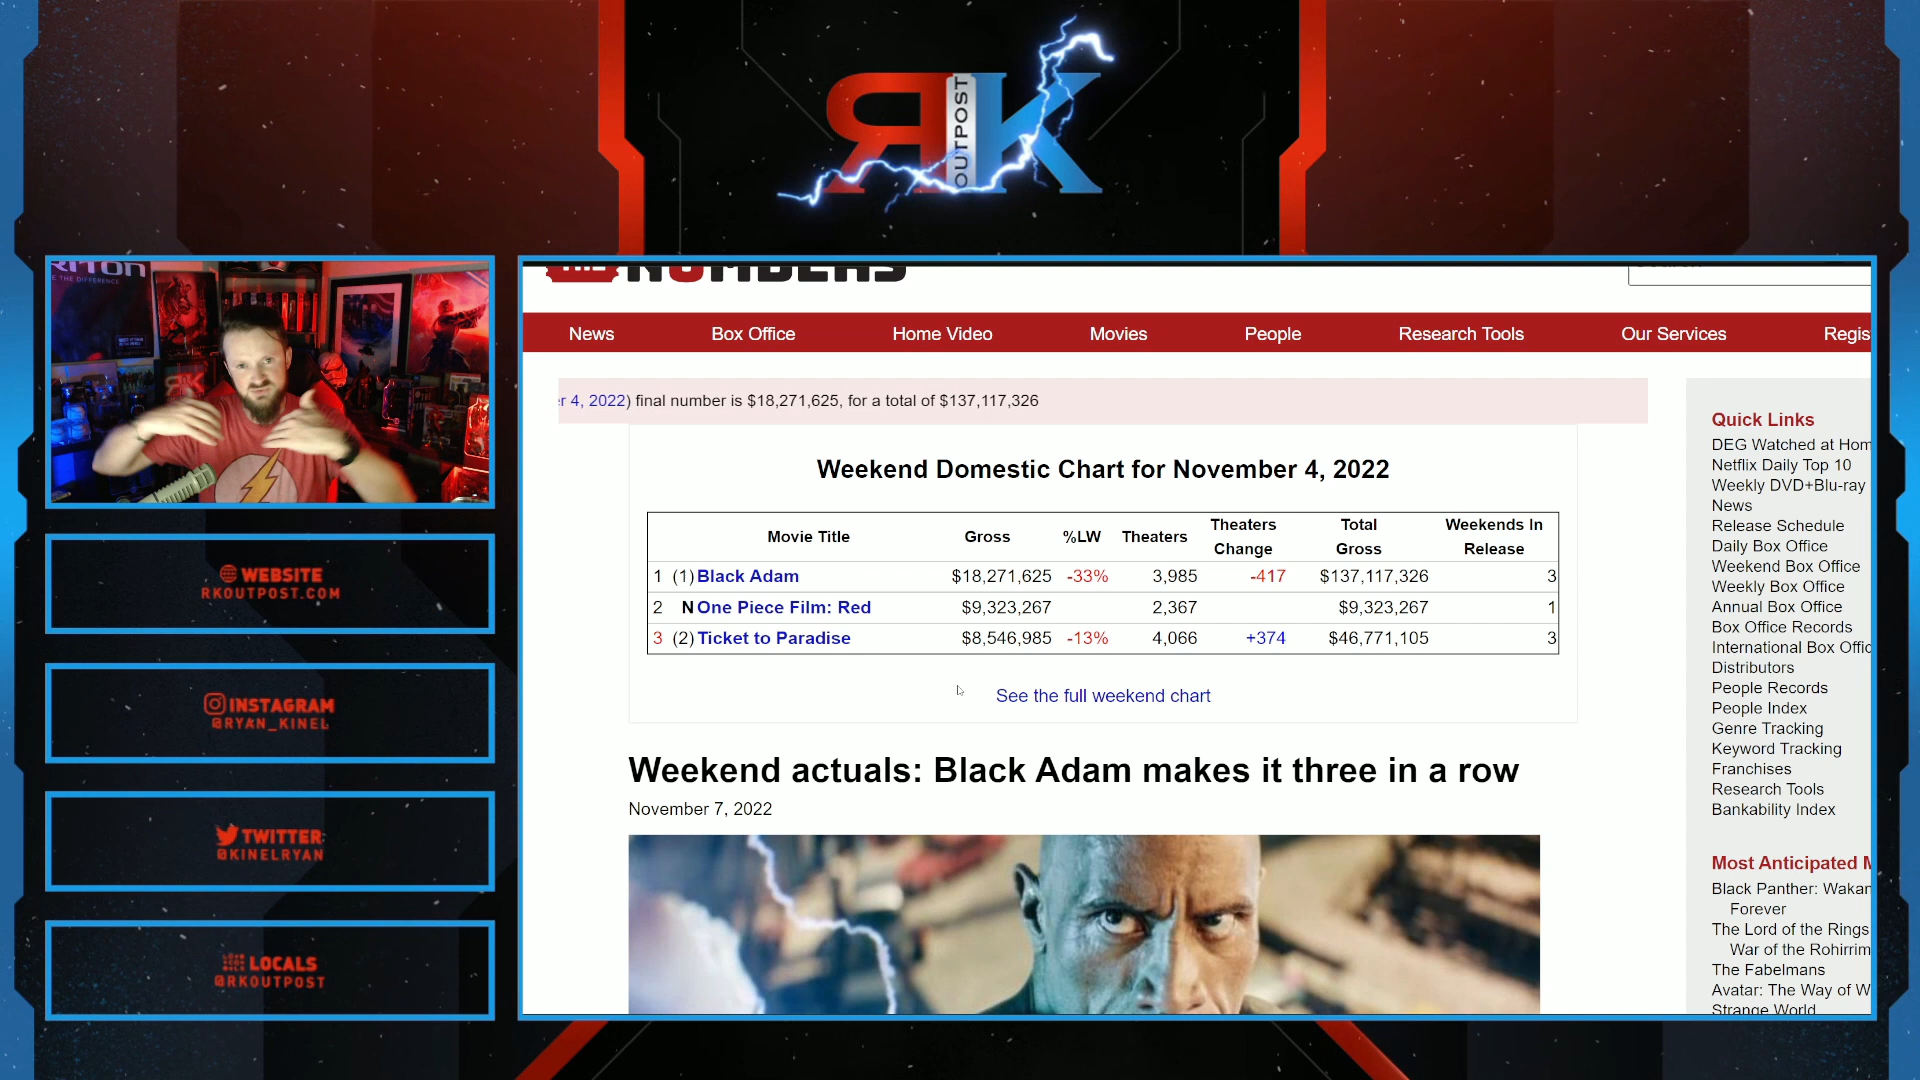 R OUTPOST K
TRITON
E THE DIFFERENCE
RK
WEBSITE
RKOUTPOST.COM
INSTAGRAM
@RYAN_KINEL
TWITTER
@KINELRYAN
LOCALS
@RKOUTPOST
NUMBERS
News Box Office Home Video Movies People Research Tools Our Services Regis
r 4, 2022) final number is $18,271,625, for a total of $137,117,326
Weekend Domestic Chart for November 4, 2022
Movie Title Gross %LW Theaters Theaters Change Total Gross Weekends In Release
1 (1) Black Adam $18,271,625 -33% 3,985 -417 $137,117,326 3
2 N One Piece Film: Red $9,323,267 2,367 $9,323,267 1
3 (2) Ticket to Paradise $8,546,985 -13% 4,066 +374 $46,771,105 3
See the full weekend chart
Weekend actuals: Black Adam makes it three in a row
November 7, 2022
Quick Links
DEG Watched at Hom
Netflix Daily Top 10
Weekly DVD+Blu-ray
News
Release Schedule
Daily Box Office
Weekend Box Office
Weekly Box Office
Annual Box Office
Box Office Records
International Box Offic
Distributors
People Records
People Index
Genre Tracking
Keyword Tracking
Franchises
Research Tools
Bankability Index
Most Anticipated M
Black Panther: Wakan
Forever
The Lord of the Rings
War of the Rohirrim
The Fabelmans
Avatar: The Way of W
Strange World